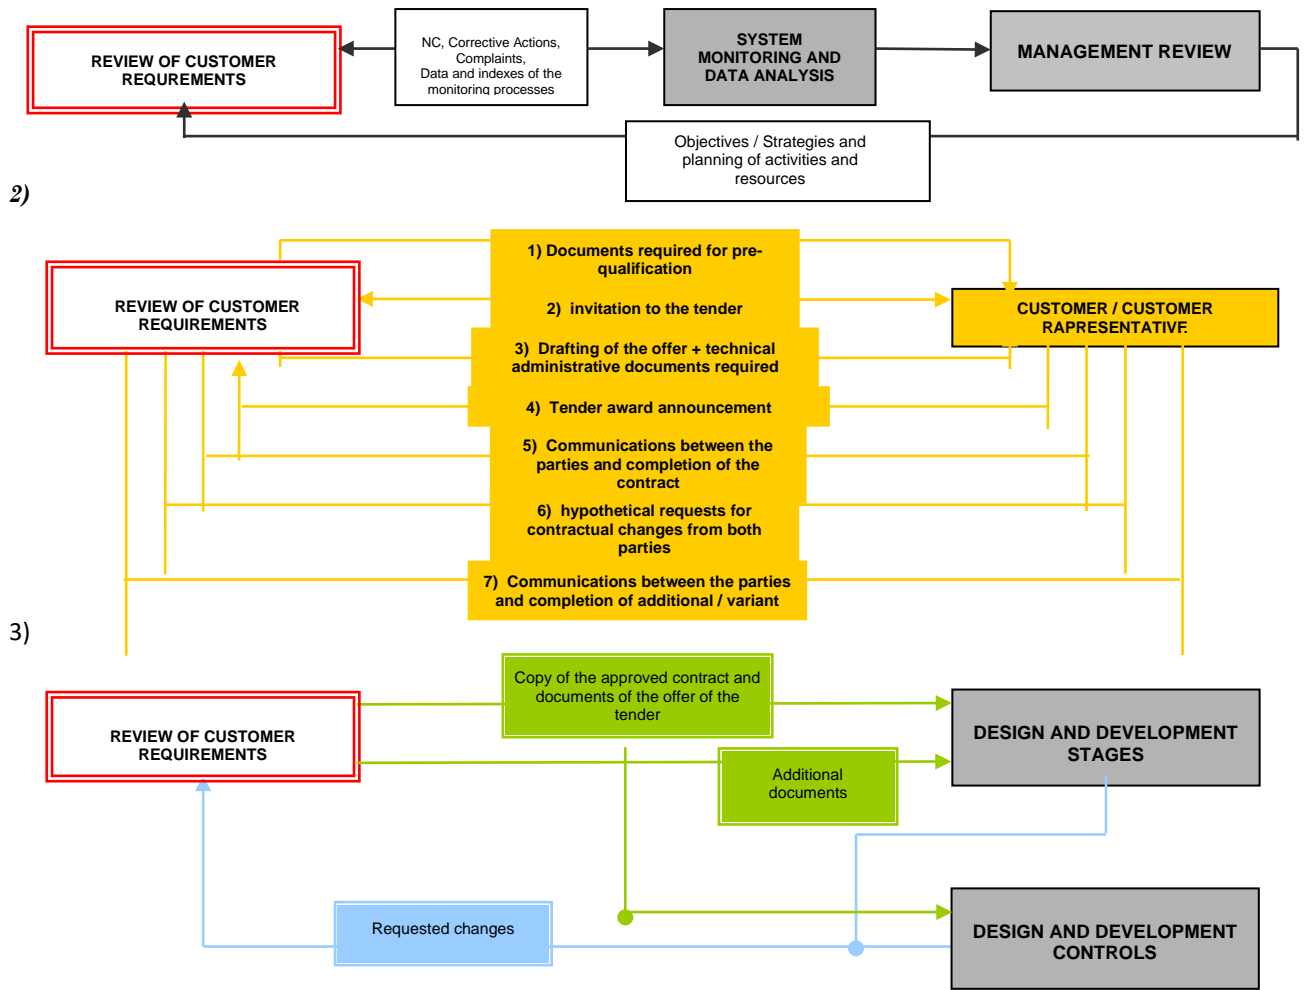 REVIEW OF CUSTOMER
REQUREMENTS
NC, Corrective Actions,
Complaints,
Data and indexes of the
monitoring processes
SYSTEM
MONITORING AND
DATA ANALYSIS
MANAGEMENT REVIEW
Objectives / Strategies and
planning of activities and
resources
2)
REVIEW OF CUSTOMER
REQUIREMENTS
1) Documents required for pre-
qualification
2) invitation to the tender
3) Drafting of the offer + technical
administrative documents required
4) Tender award announcement
5) Communications between the
parties and completion of the
contract
6) hypothetical requests for
contractual changes from both
parties
7) Communications between the parties
and completion of additional / variant
CUSTOMER / CUSTOMER
RAPRESENTATIVE
3)
REVIEW OF CUSTOMER
REQUIREMENTS
Copy of the approved contract and
documents of the offer of the
tender
Additional
documents
DESIGN AND DEVELOPMENT
STAGES
Requested changes
DESIGN AND DEVELOPMENT
CONTROLS